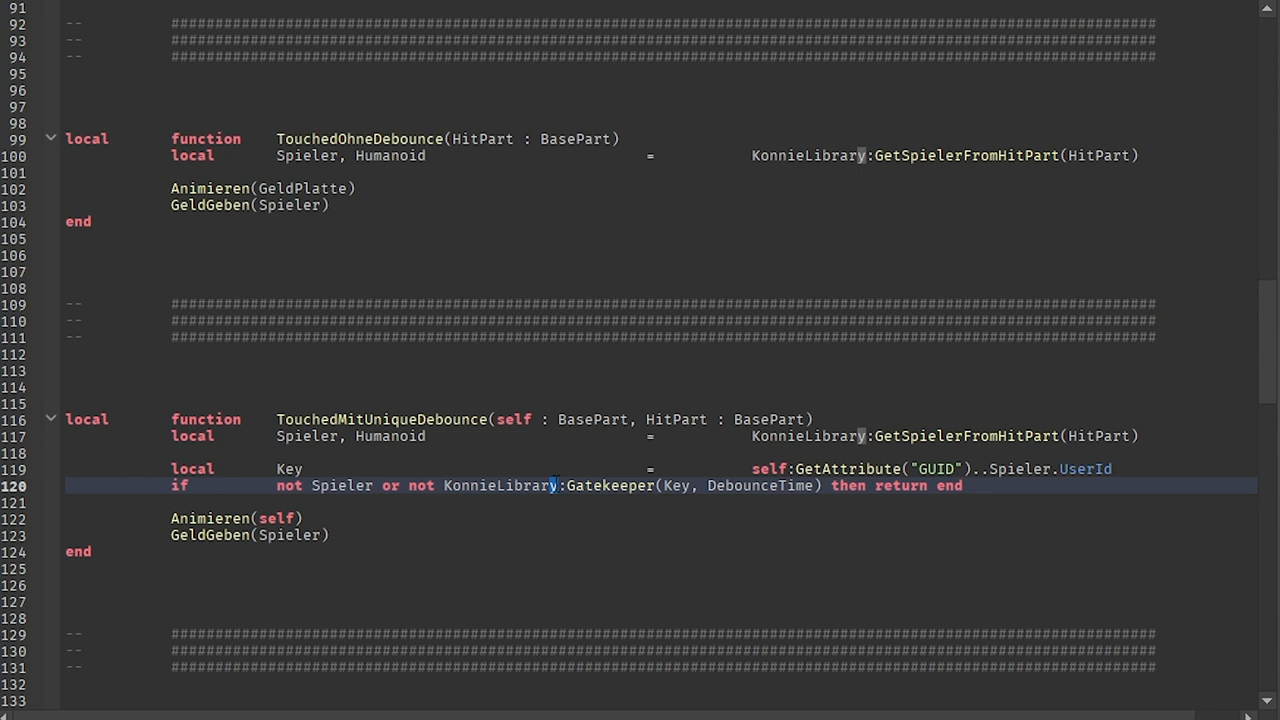 91
92 -- ################################################################################################################
93 -- ################################################################################################################
94 -- ################################################################################################################
95
96
97
98
99 local function TouchedOhneDebounce(HitPart : BasePart)
100 local Spieler, Humanoid = KonnieLibrary:GetSpielerFromHitPart(HitPart)
101
102 Animieren(GeldPlatte)
103 GeldGeben(Spieler)
104 end
105
106
107
108
109 -- ################################################################################################################
110 -- ################################################################################################################
111 -- ################################################################################################################
112
113
114
115
116 local function TouchedMitUniqueDebounce(self : BasePart, HitPart : BasePart)
117 local Spieler, Humanoid = KonnieLibrary:GetSpielerFromHitPart(HitPart)
118
119 local Key = self:GetAttribute("GUID")..Spieler.UserId
120 if not Spieler or not KonnieLibrary:Gatekeeper(Key, DebounceTime) then return end
121
122 Animieren(self)
123 GeldGeben(Spieler)
124 end
125
126
127
128
129 -- ################################################################################################################
130 -- ################################################################################################################
131 -- ################################################################################################################
132
133